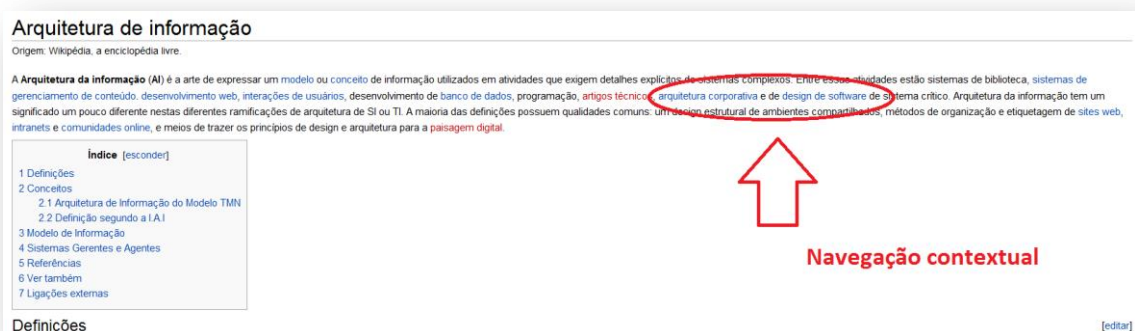 Arquitetura de informação
Origem: Wikipédia, a enciclopédia livre.
A Arquitetura da informação (AI) é a arte de expressar um modelo ou conceito de informação utilizados em atividades que exigem detalhes explícitos de sistemas complexos. Entre essas atividades estão sistemas de biblioteca, sistemas de
gerenciamento de conteúdo. desenvolvimento web, interações de usuários, desenvolvimento de banco de dados, programação, artigos técnicos, arquitetura corporativa e de design de software de sistema crítico. Arquitetura da informação tem um
significado um pouco diferente nestas diferentes ramificações de arquitetura de SI ou TI. A maioria das definições possuem qualidades comuns: um design estrutural de ambientes compartilhados, métodos de organização e etiquetagem de sites web,
intranets e comunidades online, e meios de trazer os princípios de design e arquitetura para a paisagem digital.
Índice [esconder]
1 Definições
2 Conceitos
2.1 Arquitetura de Informação do Modelo TMN
2.2 Definição segundo a I.A.I
3 Modelo de Informação
4 Sistemas Gerentes e Agentes
5 Referências
6 Ver também
7 Ligações externas
Navegação contextual
Definições [editar]